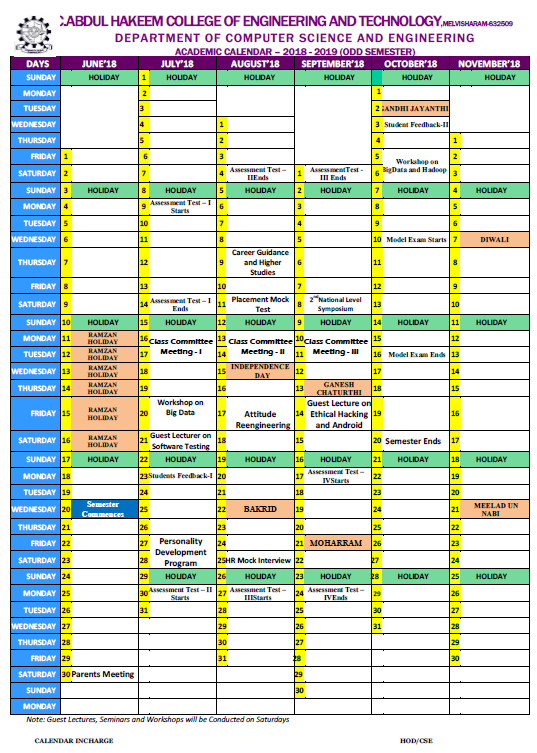 C.ABDUL HAKEEM COLLEGE OF ENGINEERING AND TECHNOLOGY,MELVISHARAM-632509
DEPARTMENT OF COMPUTER SCIENCE AND ENGINEERING
ACADEMIC CALENDAR – 2018 - 2019 (ODD SEMESTER)
DAYS JUNE'18 JULY'18 AUGUST'18 SEPTEMBER'18 OCTOBER'18 NOVEMBER'18
SUNDAY HOLIDAY 1 HOLIDAY HOLIDAY HOLIDAY HOLIDAY HOLIDAY
MONDAY 2 1
TUESDAY 3 2 GANDHI JAYANTHI
WEDNESDAY 4 1 3 Student Feedback-II
THURSDAY 5 2 4 1
FRIDAY 1 6 3 5 Workshop on BigData and Hadoop 2
SATURDAY 2 7 4 Assessment Test – IIEnds 1 AssessmentTest - III Ends 6 3
SUNDAY 3 HOLIDAY 8 HOLIDAY 5 HOLIDAY 2 HOLIDAY 7 HOLIDAY 4 HOLIDAY
MONDAY 4 9 Assessment Test – I Starts 6 3 8 5
TUESDAY 5 10 7 4 9 6
WEDNESDAY 6 11 8 5 10 Model Exam Starts 7 DIWALI
THURSDAY 7 12 9 Career Guidance and Higher Studies 6 11 8
FRIDAY 8 13 10 7 12 9
SATURDAY 9 14 Assessment Test – I Ends 11 Placement Mock Test 8 2nd National Level Symposium 13 10
SUNDAY 10 HOLIDAY 15 HOLIDAY 12 HOLIDAY 9 HOLIDAY 14 HOLIDAY 11 HOLIDAY
MONDAY 11 RAMZAN HOLIDAY 16 Class Committee Meeting - I 13 Class Committee Meeting - II 10 Class Committee Meeting - III 15 12
TUESDAY 12 RAMZAN HOLIDAY 17 14 11 16 Model Exam Ends 13
WEDNESDAY 13 RAMZAN HOLIDAY 18 15 INDEPENDENCE DAY 12 17 14
THURSDAY 14 RAMZAN HOLIDAY 19 16 13 GANESH CHATURTHI 18 15
FRIDAY 15 RAMZAN HOLIDAY 20 Workshop on Big Data 17 Attitude Reengineering 14 Guest Lecture on Ethical Hacking and Android 19 16
SATURDAY 16 RAMZAN HOLIDAY 21 Guest Lecturer on Software Testing 18 15 20 Semester Ends 17
SUNDAY 17 HOLIDAY 22 HOLIDAY 19 HOLIDAY 16 HOLIDAY 21 HOLIDAY 18 HOLIDAY
MONDAY 18 23 Students Feedback-I 20 17 Assessment Test – IVStarts 22 19
TUESDAY 19 24 21 18 23 20
WEDNESDAY 20 Semester Commences 25 22 BAKRID 19 24 21 MEELAD UN NABI
THURSDAY 21 26 23 20 25 22
FRIDAY 22 27 Personality Development Program 24 21 MOHARRAM 26 23
SATURDAY 23 28 25 HR Mock Interview 22 27 24
SUNDAY 24 HOLIDAY 29 HOLIDAY 26 HOLIDAY 23 HOLIDAY 28 HOLIDAY 25 HOLIDAY
MONDAY 25 30 Assessment Test – II Starts 27 Assessment Test – IIIStarts 24 Assessment Test – IVEnds 29 26
TUESDAY 26 31 28 25 30 27
WEDNESDAY 27 29 26 31 28
THURSDAY 28 30 27 29
FRIDAY 29 31 28 30
SATURDAY 30 Parents Meeting 29
SUNDAY 30
MONDAY
Note: Guest Lectures, Seminars and Workshops will be Conducted on Saturdays
CALENDAR INCHARGE HOD/CSE